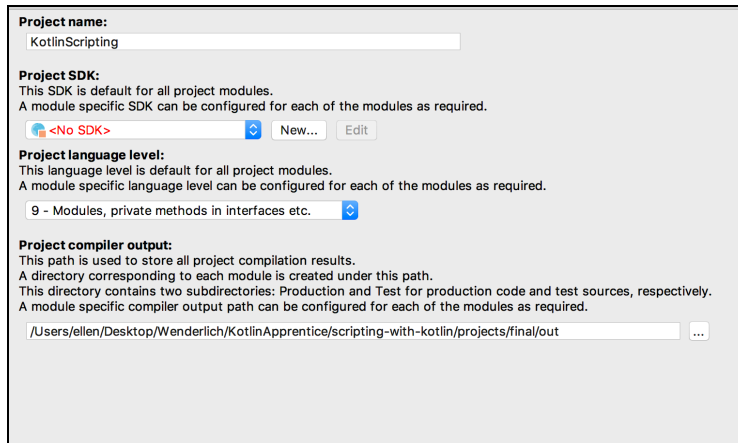 Project name:
KotlinScripting
Project SDK:
This SDK is default for all project modules.
A module specific SDK can be configured for each of the modules as required.
<No SDK> New... Edit
Project language level:
This language level is default for all project modules.
A module specific language level can be configured for each of the modules as required.
9 - Modules, private methods in interfaces etc.
Project compiler output:
This path is used to store all project compilation results.
A directory corresponding to each module is created under this path.
This directory contains two subdirectories: Production and Test for production code and test sources, respectively.
A module specific compiler output path can be configured for each of the modules as required.
/Users/ellen/Desktop/Wenderlich/KotlinApprentice/scripting-with-kotlin/projects/final/out ...